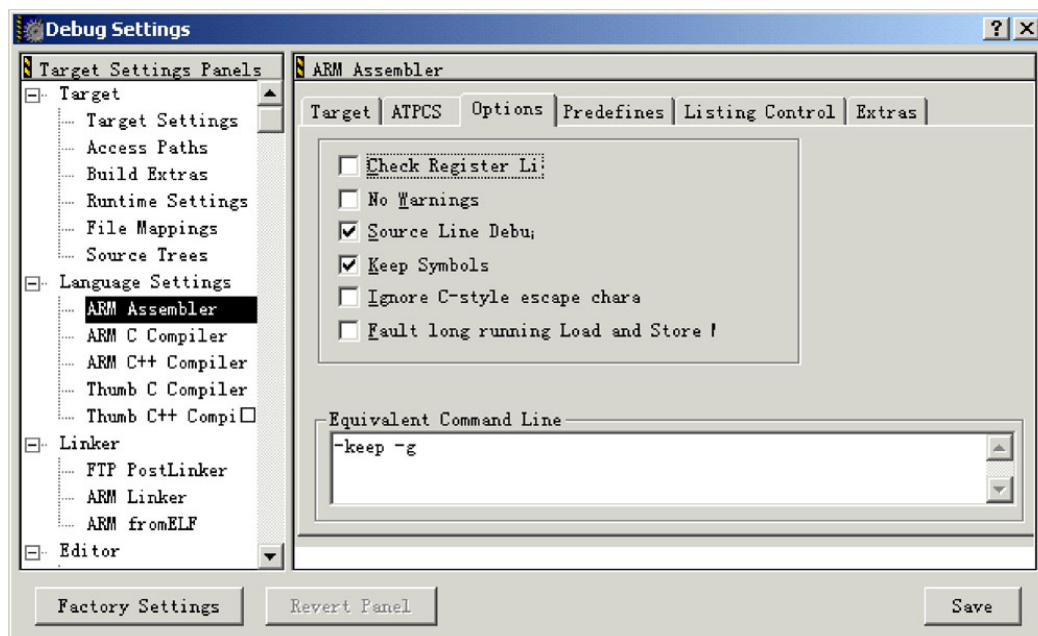 Debug Settings
Target Settings Panels
Target
Target Settings
Access Paths
Build Extras
Runtime Settings
File Mappings
Source Trees
Language Settings
ARM Assembler
ARM C Compiler
ARM C++ Compiler
Thumb C Compiler
Thumb C++ Compi
Linker
FTP PostLinker
ARM Linker
ARM fromELF
Editor
ARM Assembler
Target ATPCS Options Predefines Listing Control Extras
Check Register Li
No Warnings
Source Line Debu
Keep Symbols
Ignore C-style escape chara
Fault long running Load and Store
Equivalent Command Line
-keep -g
Factory Settings Revert Panel Save